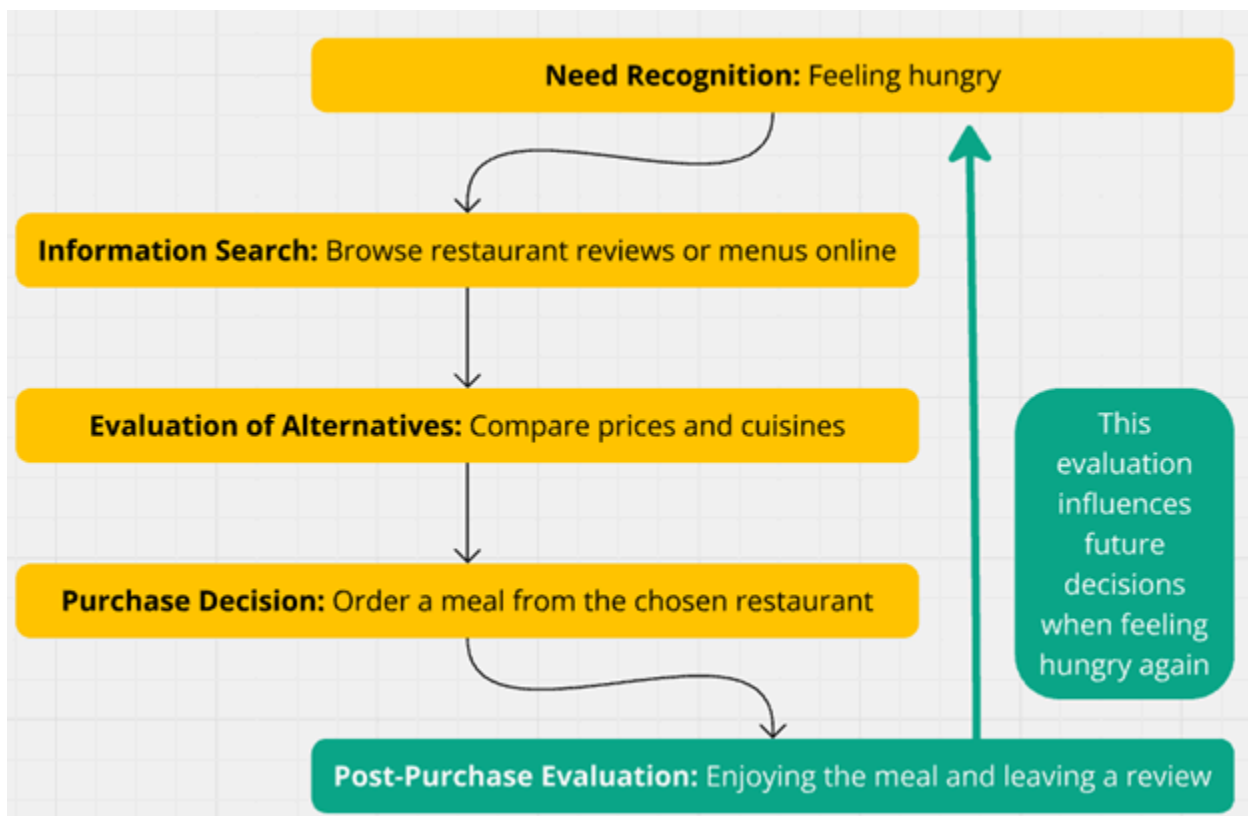 Need Recognition: Feeling hungry
Information Search: Browse restaurant reviews or menus online
Evaluation of Alternatives: Compare prices and cuisines
Purchase Decision: Order a meal from the chosen restaurant
This
evaluation
influences
future
decisions
when feeling
hungry again
Post-Purchase Evaluation: Enjoying the meal and leaving a review